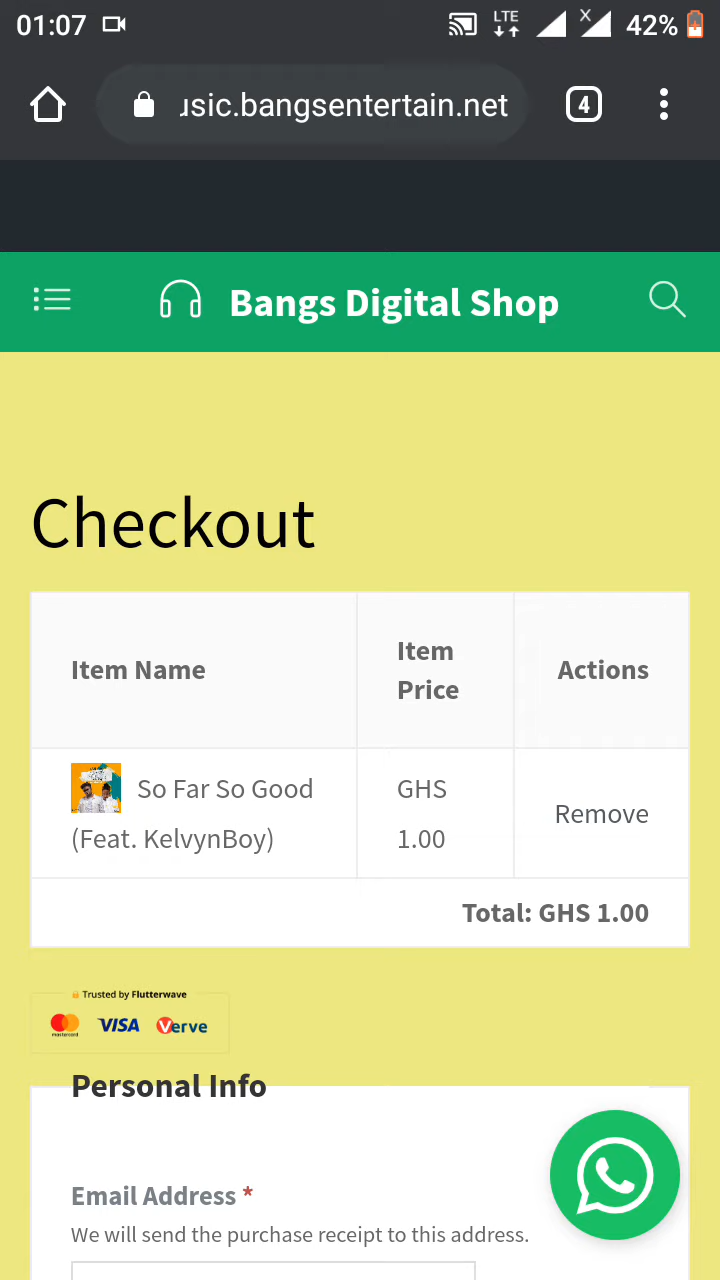 01:07 LTE X 42%
usic.bangsentertain.net 4
Bangs Digital Shop
Checkout
Item Name
Item
Price
Actions
So Far So Good
(Feat. KelvynBoy)
GHS
1.00
Remove
Total: GHS 1.00
Trusted by Flutterwave
mastercard VISA Verve
Personal Info
Email Address *
We will send the purchase receipt to this address.